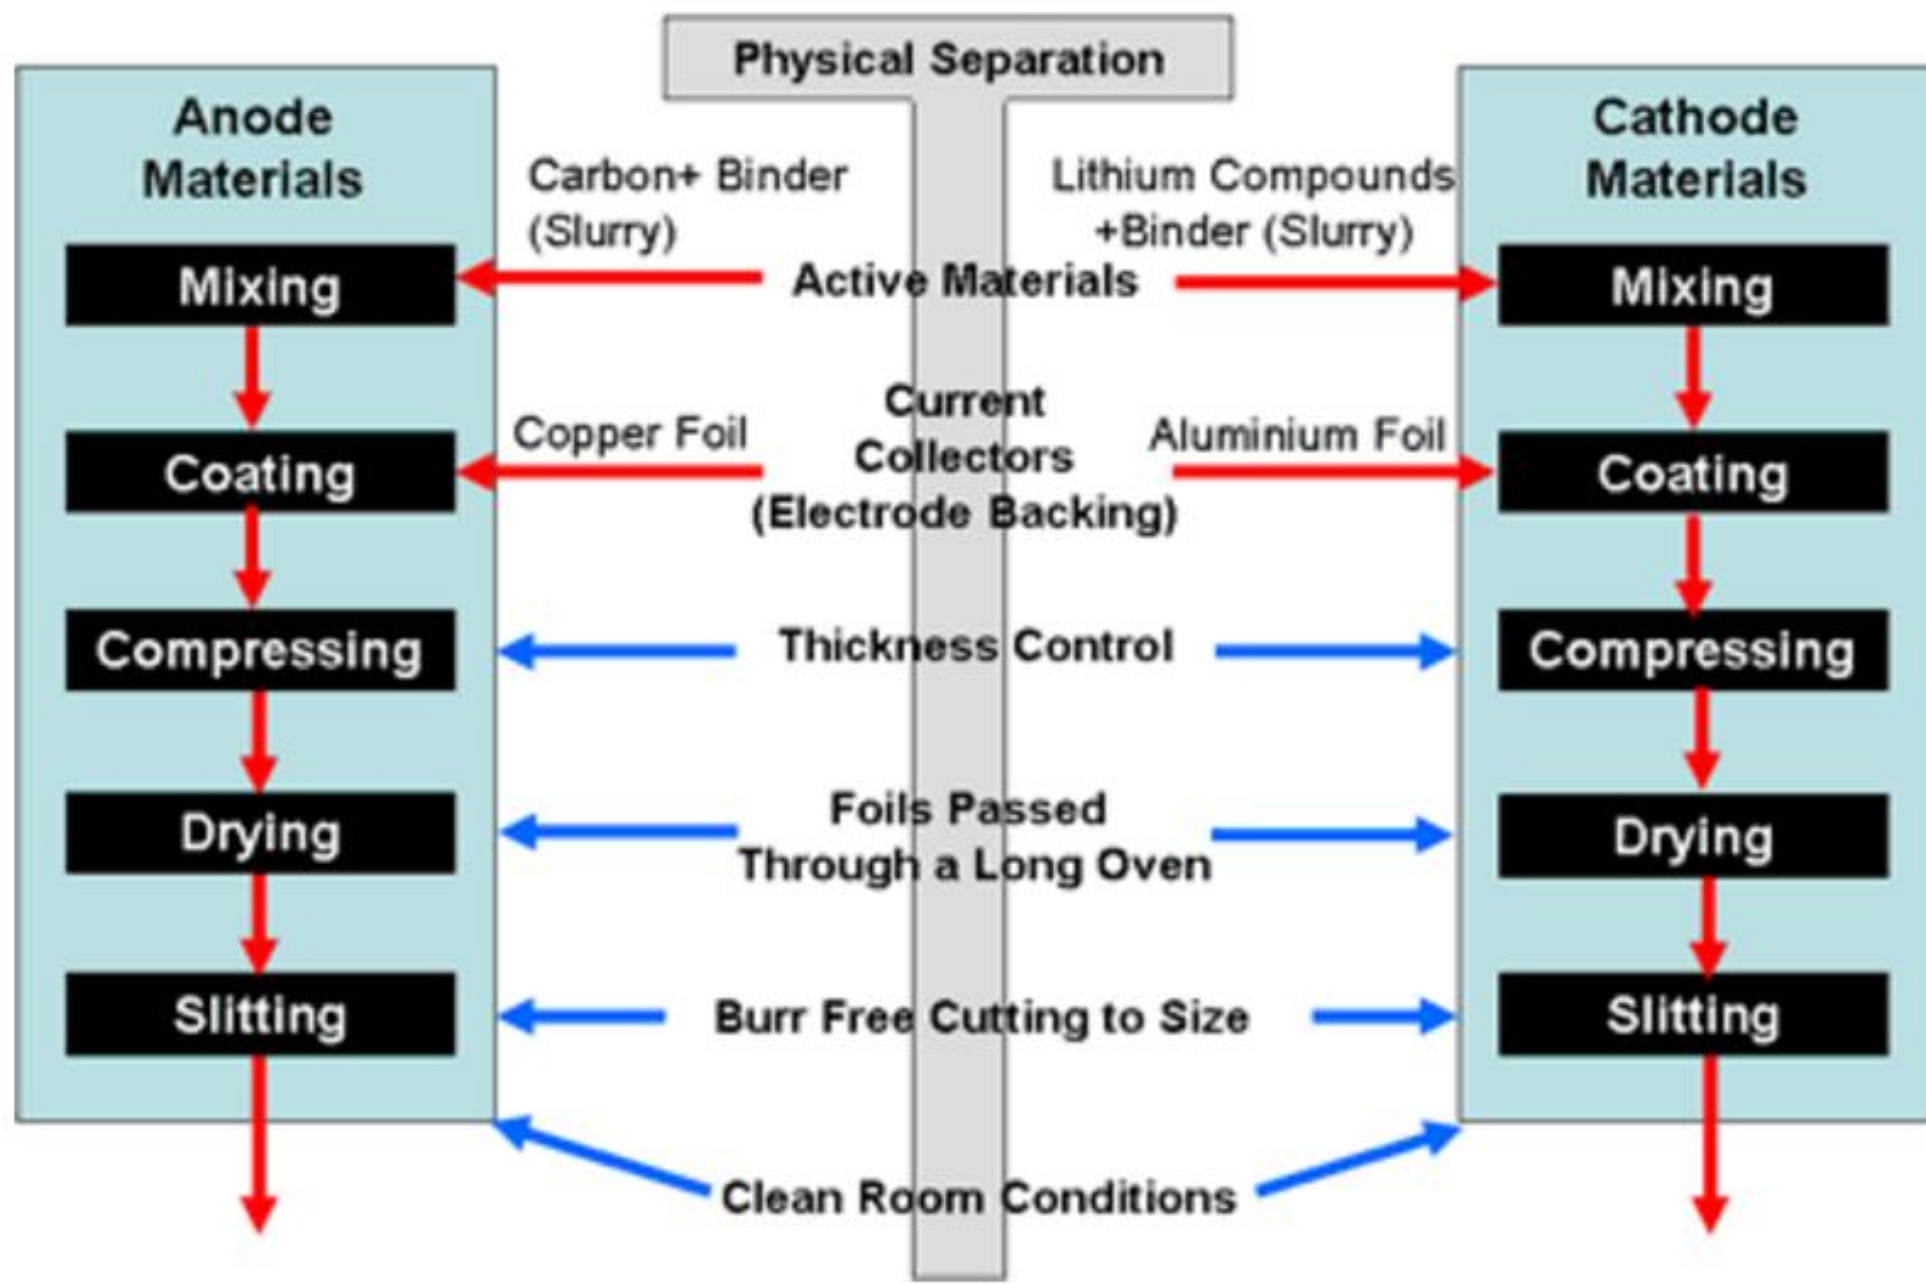 Physical Separation
Anode
Materials
Carbon+ Binder
(Slurry)
Lithium Compounds
+Binder (Slurry)
Cathode
Materials
Mixing
Active Materials
Mixing
Coating
Copper Foil
Current
Collectors
(Electrode Backing)
Aluminium Foil
Coating
Compressing
Thickness Control
Compressing
Drying
Foils Passed
Through a Long Oven
Drying
Slitting
Burr Free Cutting to Size
Slitting
Clean Room Conditions